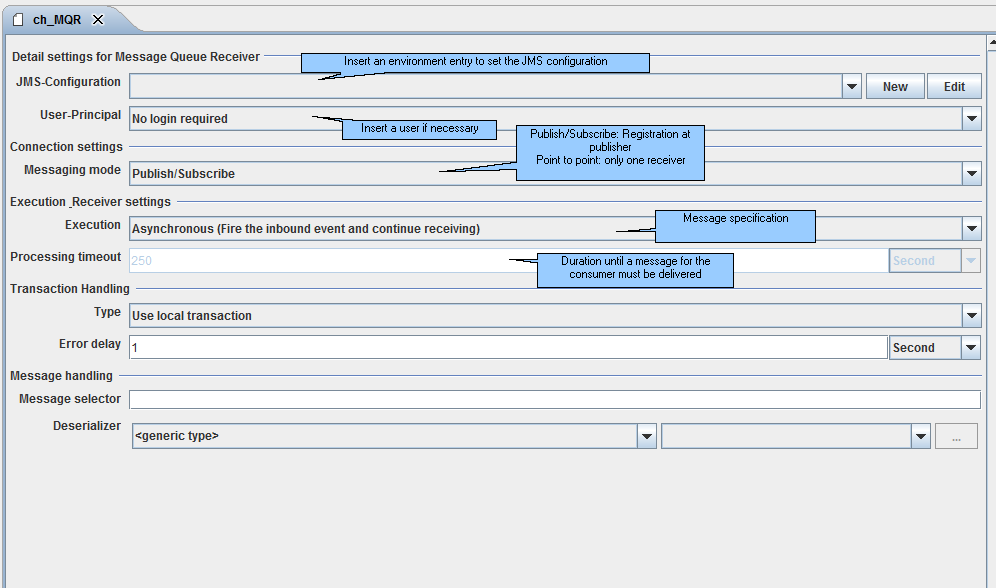 ch_MQR
Detail settings for Message Queue Receiver
Insert an environment entry to set the JMS configuration
JMS-Configuration
New
Edit
User-Principal
No login required
Insert a user if necessary
Publish/Subscribe: Registration at
publisher
Point to point: only one receiver
Connection settings
Messaging mode
Publish/Subscribe
Execution _Receiver settings
Message specification
Execution
Asynchronous (Fire the inbound event and continue receiving)
Processing timeout
250
Second
Duration until a message for the
consumer must be delivered
Transaction Handling
Type
Use local transaction
Error delay
1
Second
Message handling
Message selector
Deserializer
<generic type>
...